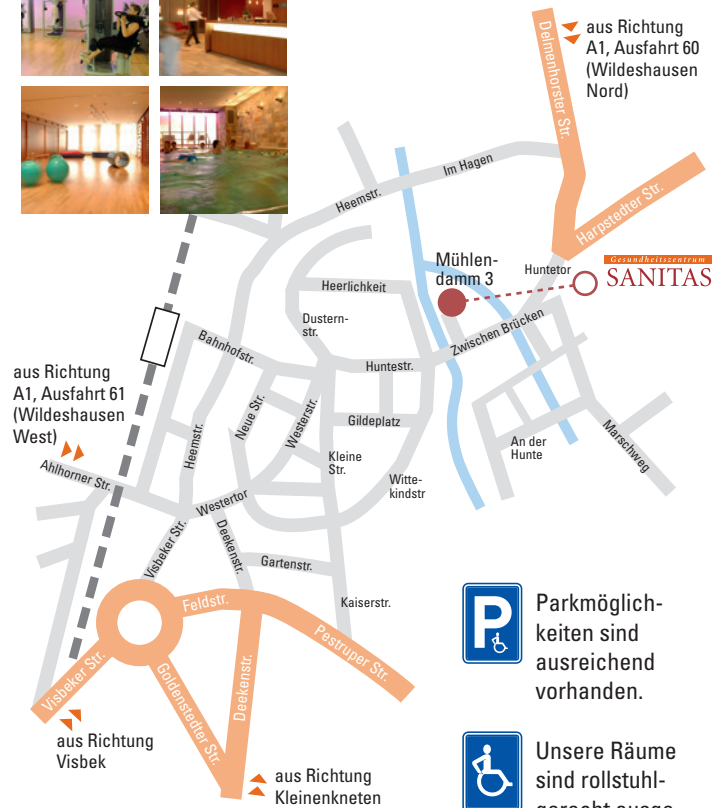 aus Richtung
A1, Ausfahrt 60
(Wildeshausen
Nord)
Delmenhorster Str.
Harpstedter Str.
Im Hagen
Heemstr.
Mühlen-
damm 3
Huntetor
Gesundheitszentrum
SANITAS
Heerlichkeit
Dustern-
str.
Zwischen Brücken
Bahnhofstr.
Huntestr.
aus Richtung
A1, Ausfahrt 61
(Wildeshausen
West)
Neue Str.
Westerstr.
Gildeplatz
Heemstr.
Kleine
Str.
An der
Hunte
Marschweg
Ahlhorner Str.
Witte-
kindstr
Westertor
Visbeker Str.
Deekenstr.
Gartenstr.
Kaiserstr.
Feldstr.
Pestruper Str.
Visbeker Str.
Goldenstedter Str.
Deekenstr.
aus Richtung
Visbek
aus Richtung
Kleinenkneten
P
Parkmöglich-
keiten sind
ausreichend
vorhanden.
Unsere Räume
sind rollstuhl-